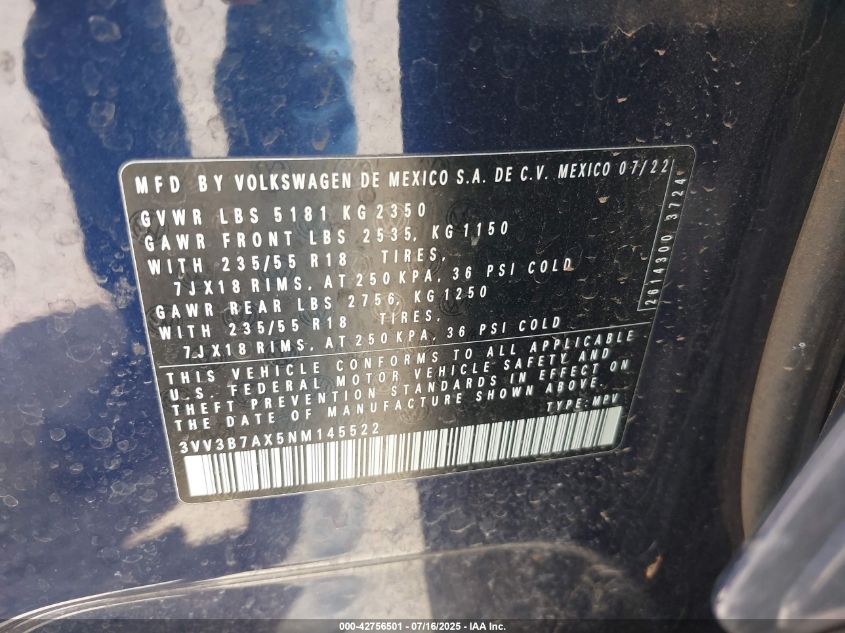 MFD BY VOLKSWAGEN DE MEXICO S.A. DE C.V. MEXICO 07/22
GVWR LBS 5181 KG 2350
GAWR FRONT LBS 2535, KG 1150
WITH 235/55 R18 TIRES,
7JX18 RIMS, AT 250 KPA, 36 PSI COLD
GAWR REAR LBS 2756, KG 1250
WITH 235/55 R18 TIRES,
7JX18 RIMS, AT 250 KPA, 36 PSI COLD
2614300 3724
THIS VEHICLE CONFORMS TO ALL APPLICABLE
U.S. FEDERAL MOTOR VEHICLE SAFETY AND
THEFT PREVENTION STANDARDS IN EFFECT ON
THE DATE OF MANUFACTURE SHOWN ABOVE.
3VV3B7AX5NM145522 TYPE: MPV
000-42756501 - 07/16/2025 - IAA Inc.